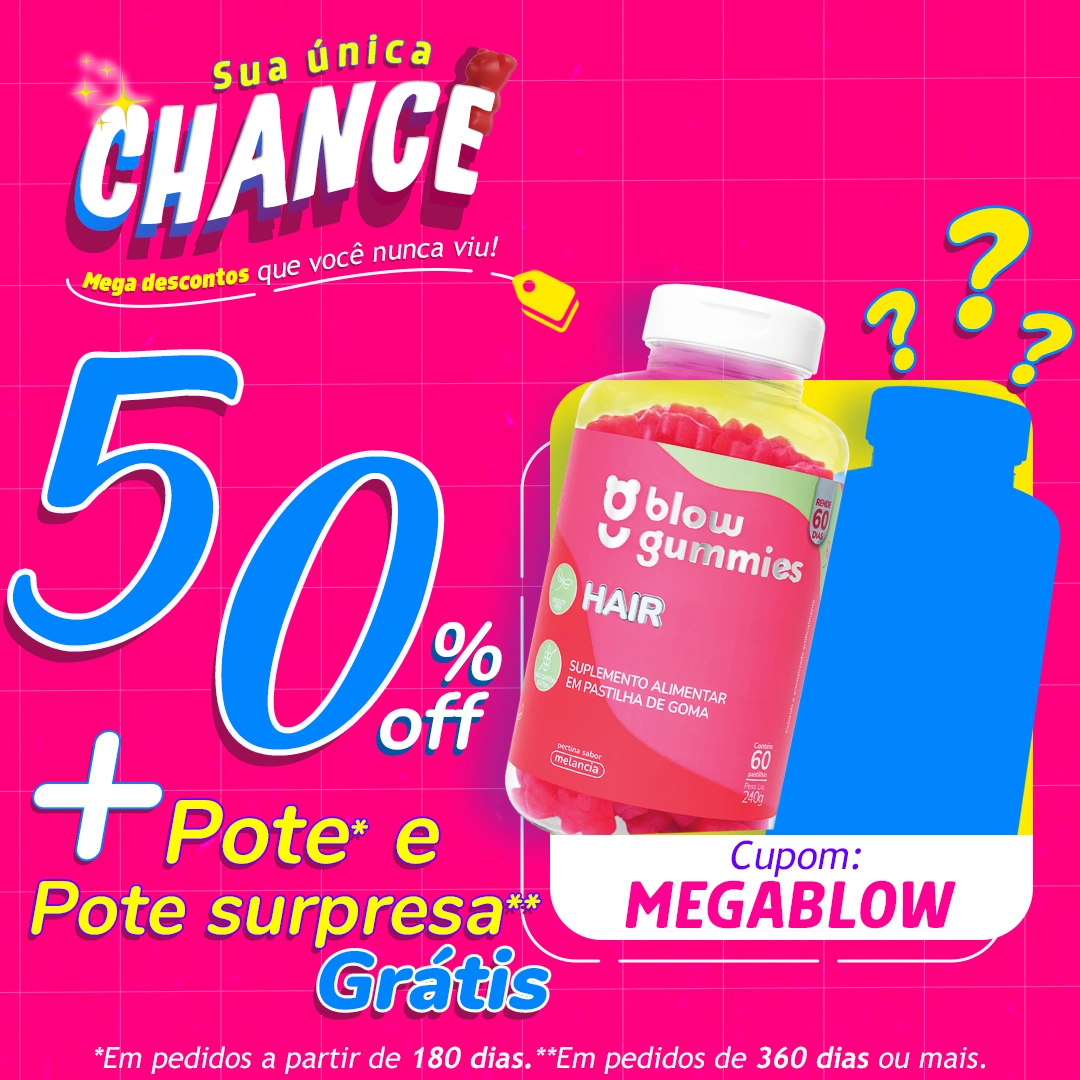 Sua única
CHANCE
Mega descontos que você nunca viu!
50
%
off
+ Pote* e
Pote surpresa**
Grátis
? ? ?
blow
gummies
HAIR
SUPLEMENTO ALIMENTAR
EM PASTILHA DE GOMA
pectina sabor
melancia
RENDE
60
DIAS
Contém
60
pastilhas
240g
Cupom:
MEGABLOW
*Em pedidos a partir de 180 dias.**Em pedidos de 360 dias ou mais.